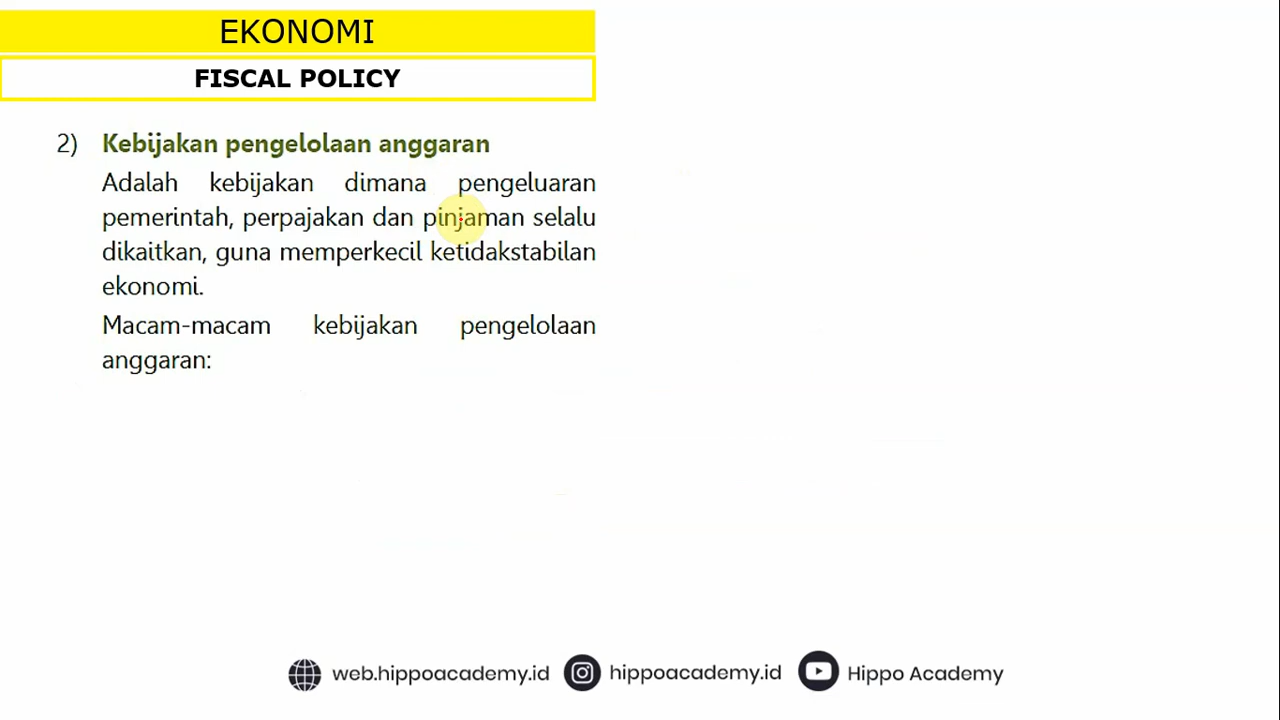 EKONOMI
FISCAL POLICY
2) Kebijakan pengelolaan anggaran
Adalah kebijakan dimana pengeluaran
pemerintah, perpajakan dan pinjaman selalu
dikaitkan, guna memperkecil ketidakstabilan
ekonomi.
Macam-macam kebijakan pengelolaan
anggaran:
web.hippoacademy.id hippoacademy.id Hippo Academy